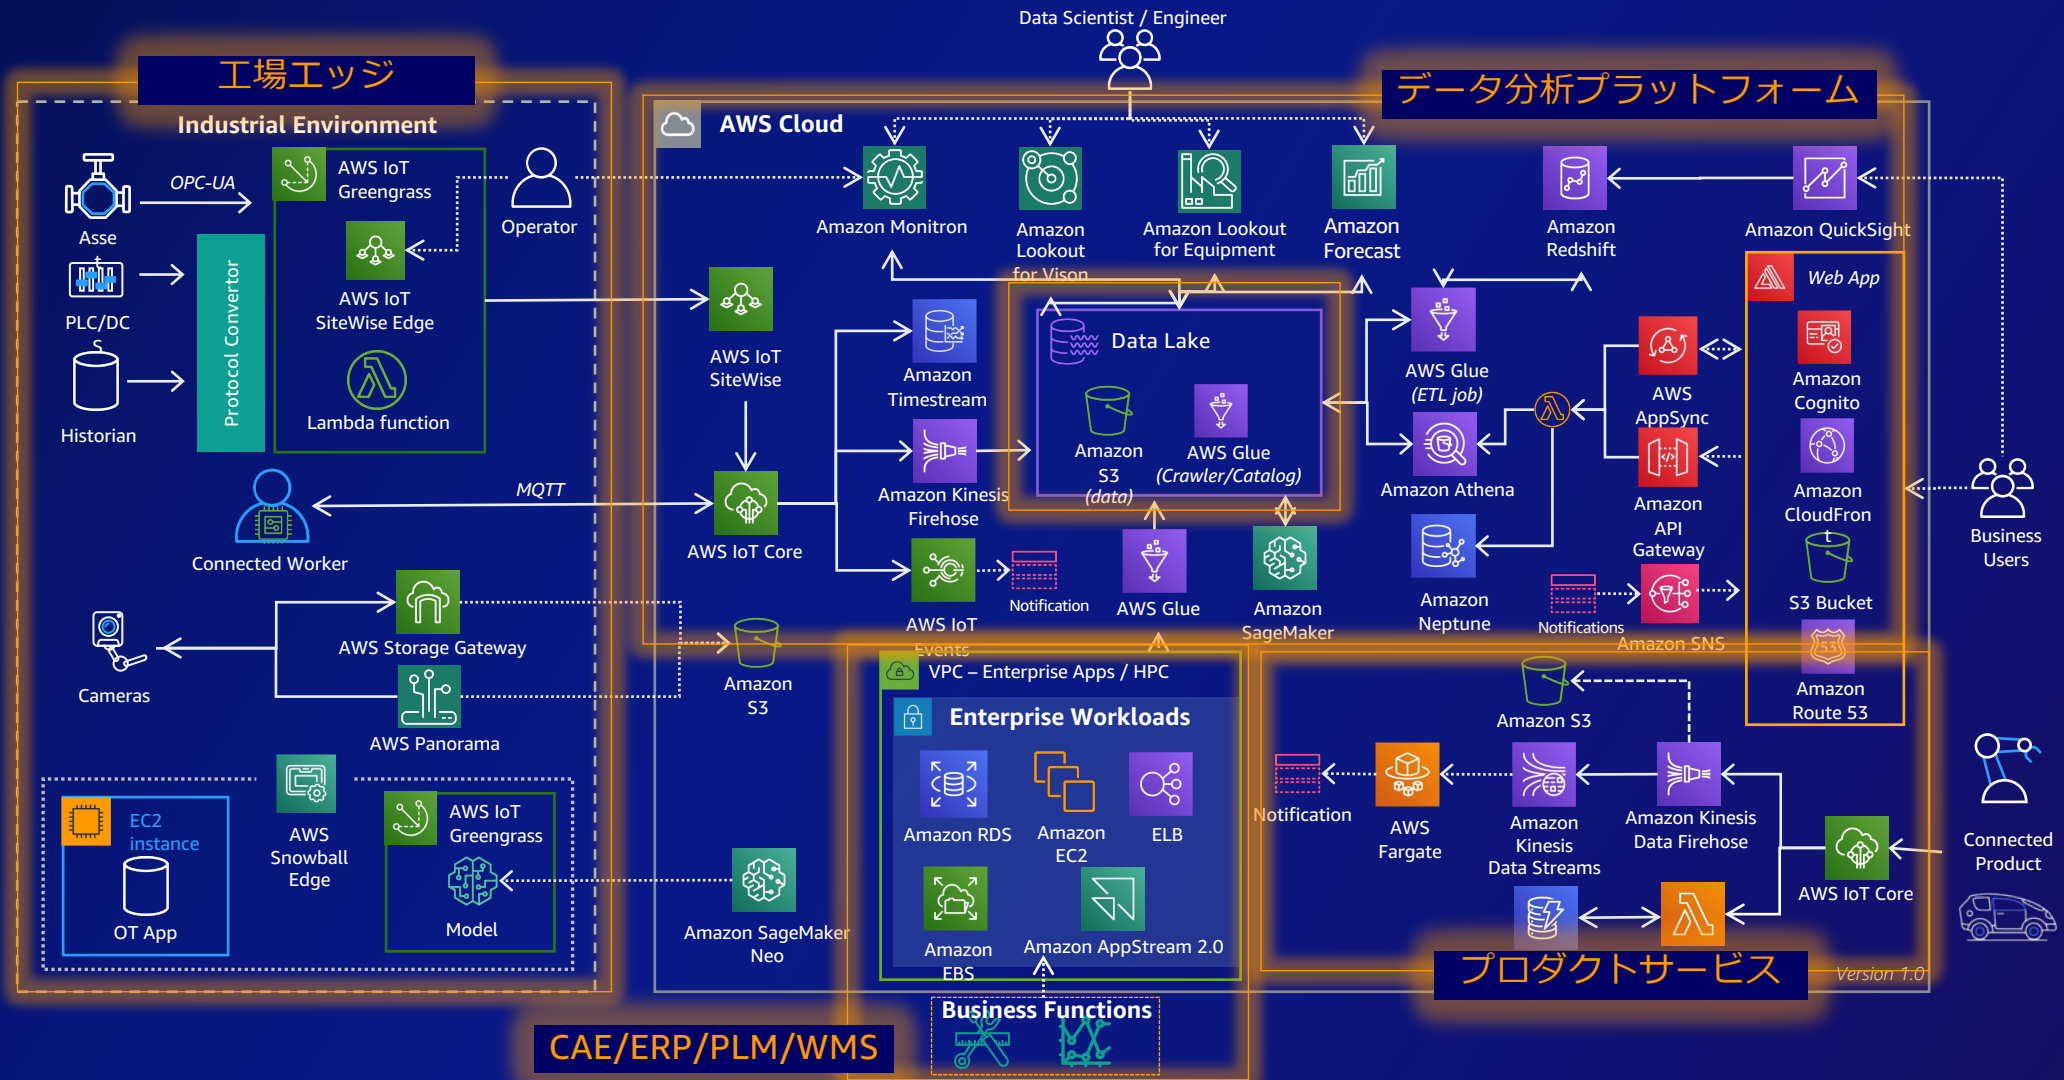 Data Scientist / Engineer
工場エッジ
データ分析プラットフォーム
Industrial Environment
OPC-UA
Asse
t
PLC/DC
S
Historian
Protocol Convertor
AWS IoT
Greengrass
AWS IoT
SiteWise Edge
Lambda function
Operator
MQTT
Connected Worker
Cameras
AWS Storage Gateway
AWS Panorama
EC2
instance
OT App
AWS
Snowball
Edge
AWS IoT
Greengrass
Model
AWS Cloud
Amazon Monitron
Amazon
Lookout
for Vison
Amazon Lookout
for Equipment
Amazon
Forecast
Amazon
Redshift
Amazon QuickSight
AWS IoT
SiteWise
AWS IoT Core
Amazon
Timestream
Amazon Kinesis
Firehose
AWS IoT
Events
Notification
Data Lake
Amazon
S3
(data)
AWS Glue
(Crawler/Catalog)
AWS Glue
Amazon
SageMaker
AWS Glue
(ETL job)
Amazon Athena
Amazon
Neptune
AWS
AppSync
Amazon
API
Gateway
Notifications
Amazon SNS
Web App
Amazon
Cognito
Amazon
CloudFron
t
S3 Bucket
53
Amazon
Route 53
Business
Users
Amazon
S3
Amazon SageMaker
Neo
VPC – Enterprise Apps / HPC
Enterprise Workloads
Amazon RDS
Amazon
EC2
ELB
Amazon
EBS
Amazon AppStream 2.0
Business Functions
CAE/ERP/PLM/WMS
Amazon S3
Notification
AWS
Fargate
Amazon
Kinesis
Data Streams
Amazon Kinesis
Data Firehose
AWS IoT Core
Connected
Product
プロダクトサービス
Version 1.0